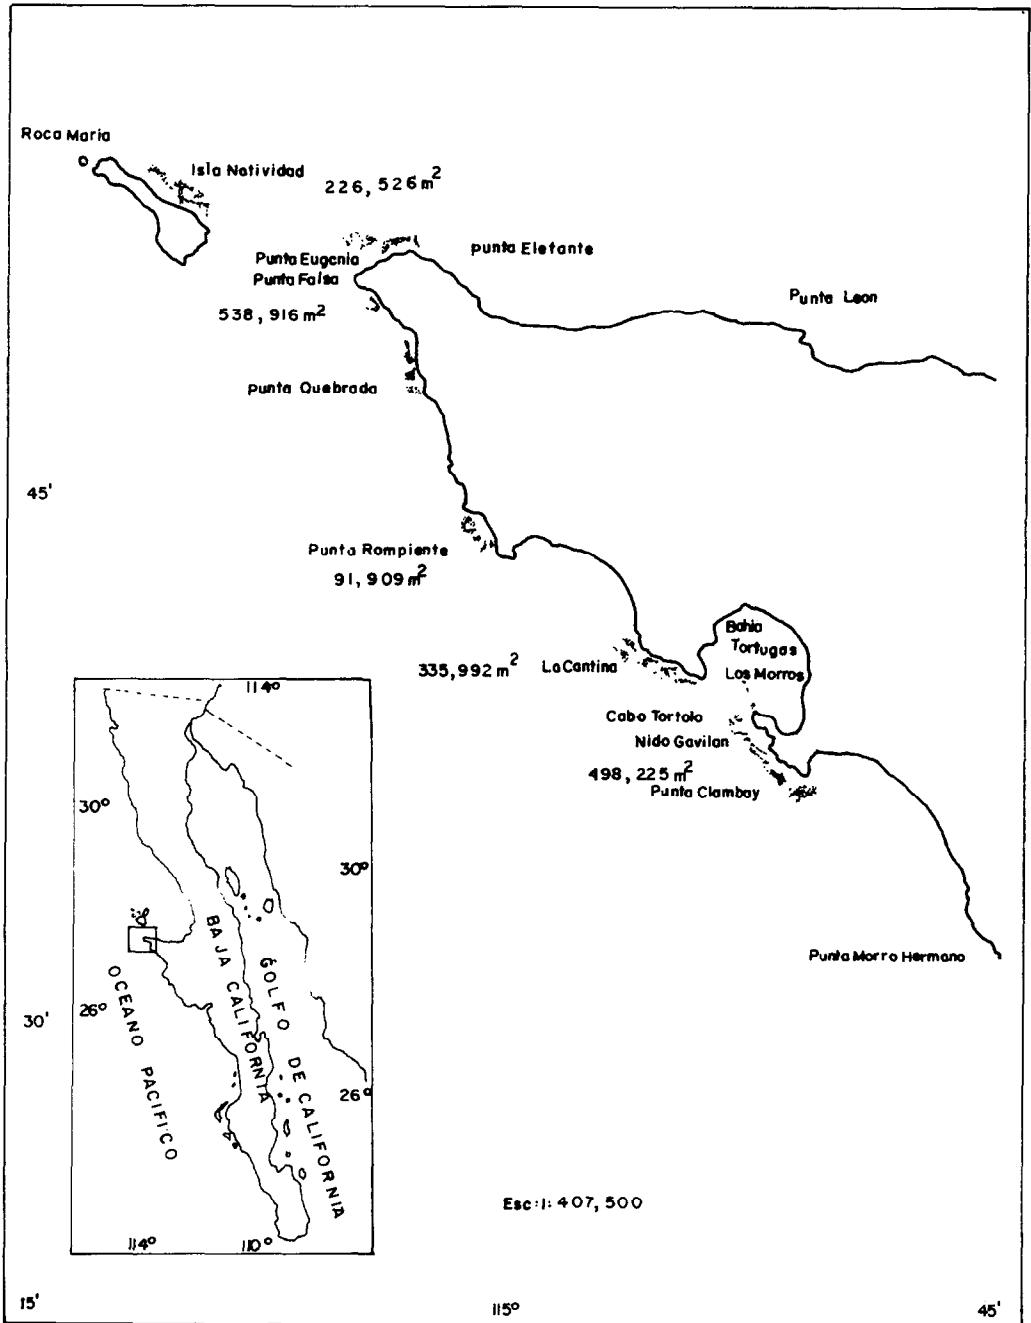 Roca Maria
Isla Natividad
226,526 m²
Punta Eugenia
Punta Elefante
Punta Falsa
538,916 m²
Punta Leon
Punta Quebrada
45'
Punta Rompiente
91,909 m²
Bahia
Tortugas
335,992 m²
La Cantina
Los Morros
Cabo Tortolo
Nido Gavilan
498,225 m²
Punta Clambay
Punta Morro Hermano
30'
114°
30°
30°
BAJA CALIFORNIA
GOLFO DE CALIFORNIA
OCEANO PACIFICO
26°
26°
114°
110°
Esc:1:407,500
15'
115°
45'